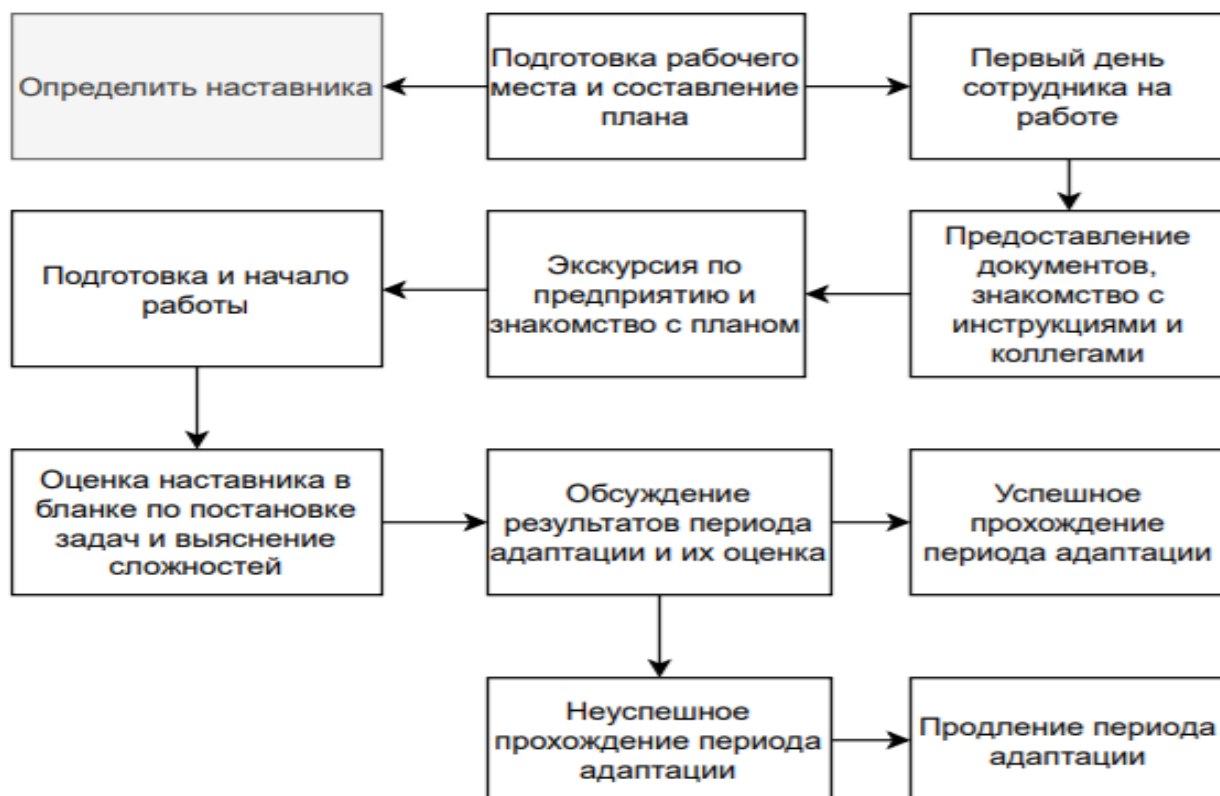 Определить наставника
Подготовка рабочего
места и составление
плана
Первый день
сотрудника на
работе
Подготовка и начало
работы
Экскурсия по
предприятию и
знакомство с планом
Предоставление
документов,
знакомство с
инструкциями и
коллегами
Оценка наставника в
бланке по постановке
задач и выяснение
сложностей
Обсуждение
результатов периода
адаптации и их оценка
Успешное
прохождение
периода адаптации
Неуспешное
прохождение периода
адаптации
Продление периода
адаптации